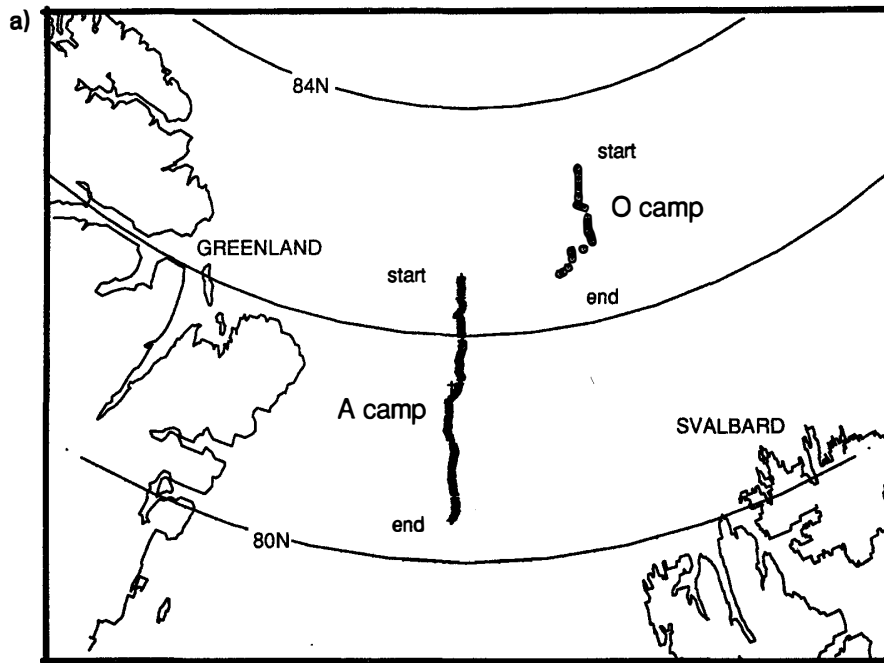 a)
84N
start
O camp
GREENLAND
start
end
A camp
SVALBARD
end
80N